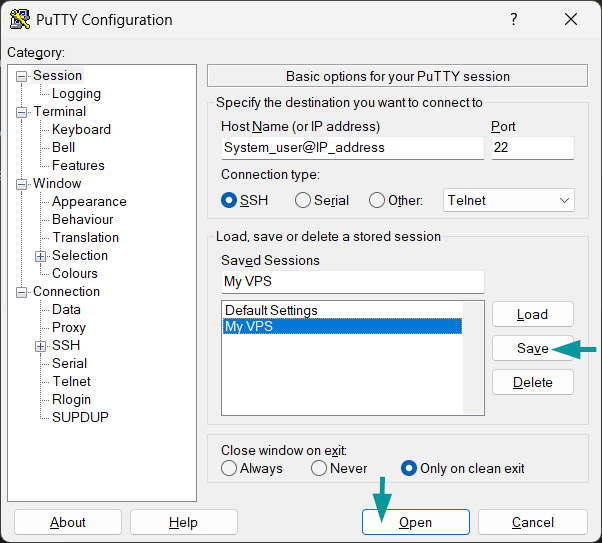 PuTTY Configuration
?
Category:
Session
Logging
Terminal
Keyboard
Bell
Features
Window
Appearance
Behaviour
Translation
Selection
Colours
Connection
Data
Proxy
SSH
Serial
Telnet
Rlogin
SUPDUP
Basic options for your PuTTY session
Specify the destination you want to connect to
Host Name (or IP address) Port
System_user@IP_address 22
Connection type:
SSH Serial Other: Telnet
Load, save or delete a stored session
Saved Sessions
My VPS
Default Settings
My VPS
Load
Save
Delete
Close window on exit:
Always Never Only on clean exit
About Help Open Cancel